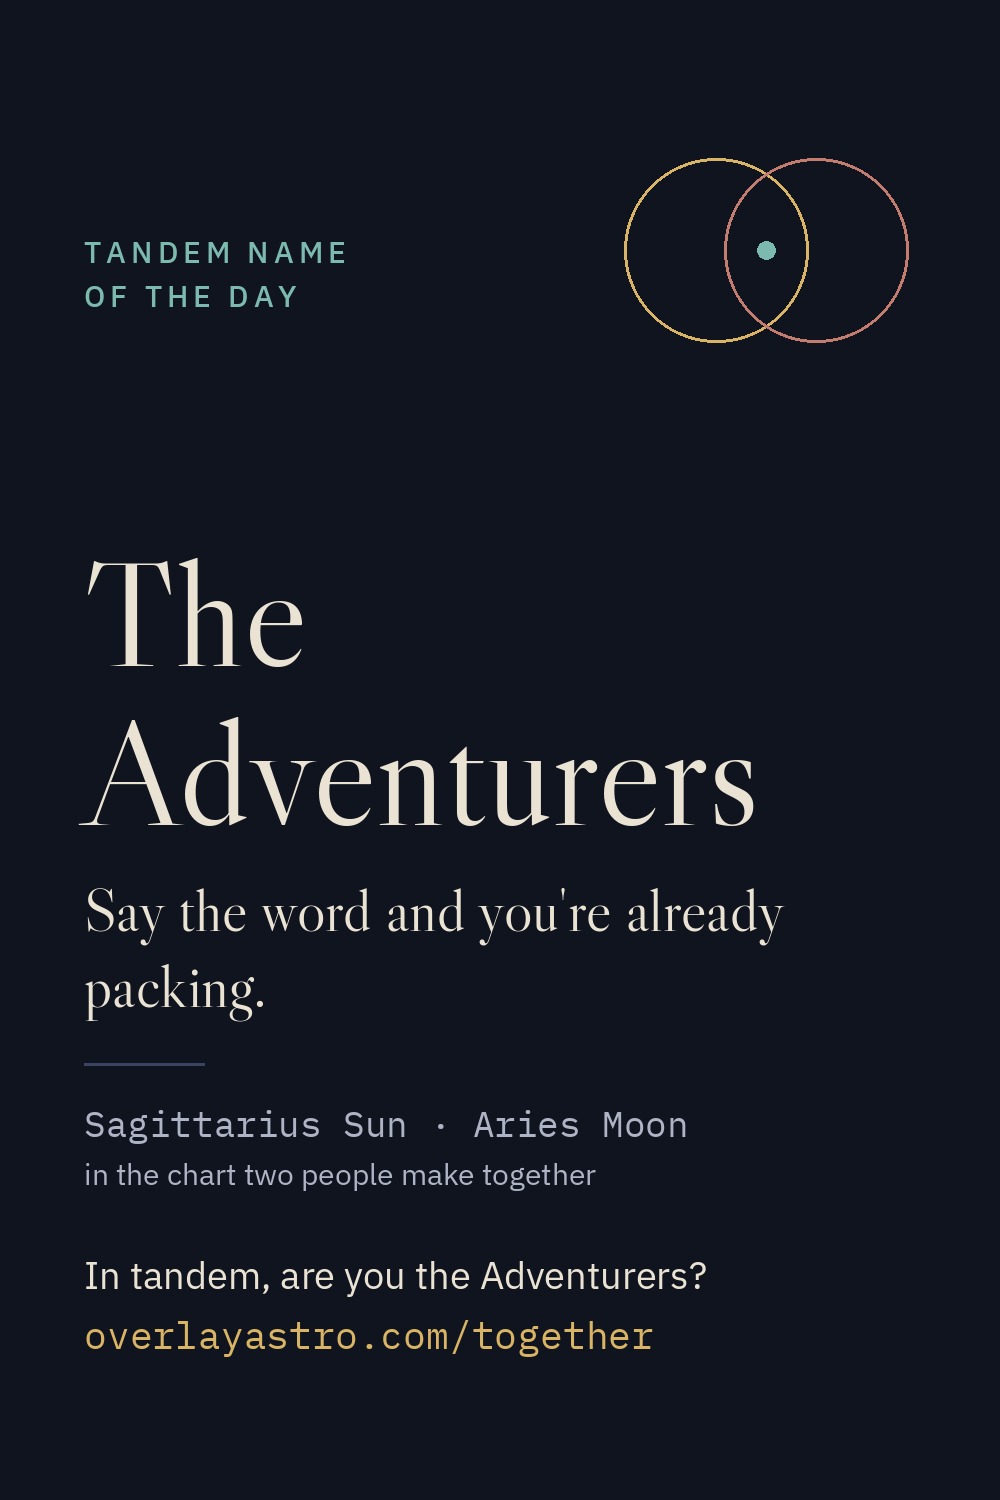 TANDEM NAME
OF THE DAY
The
Adventurers
Say the word and you're already
packing.
Sagittarius Sun · Aries Moon
in the chart two people make together
In tandem, are you the Adventurers?
overlayastro.com/together